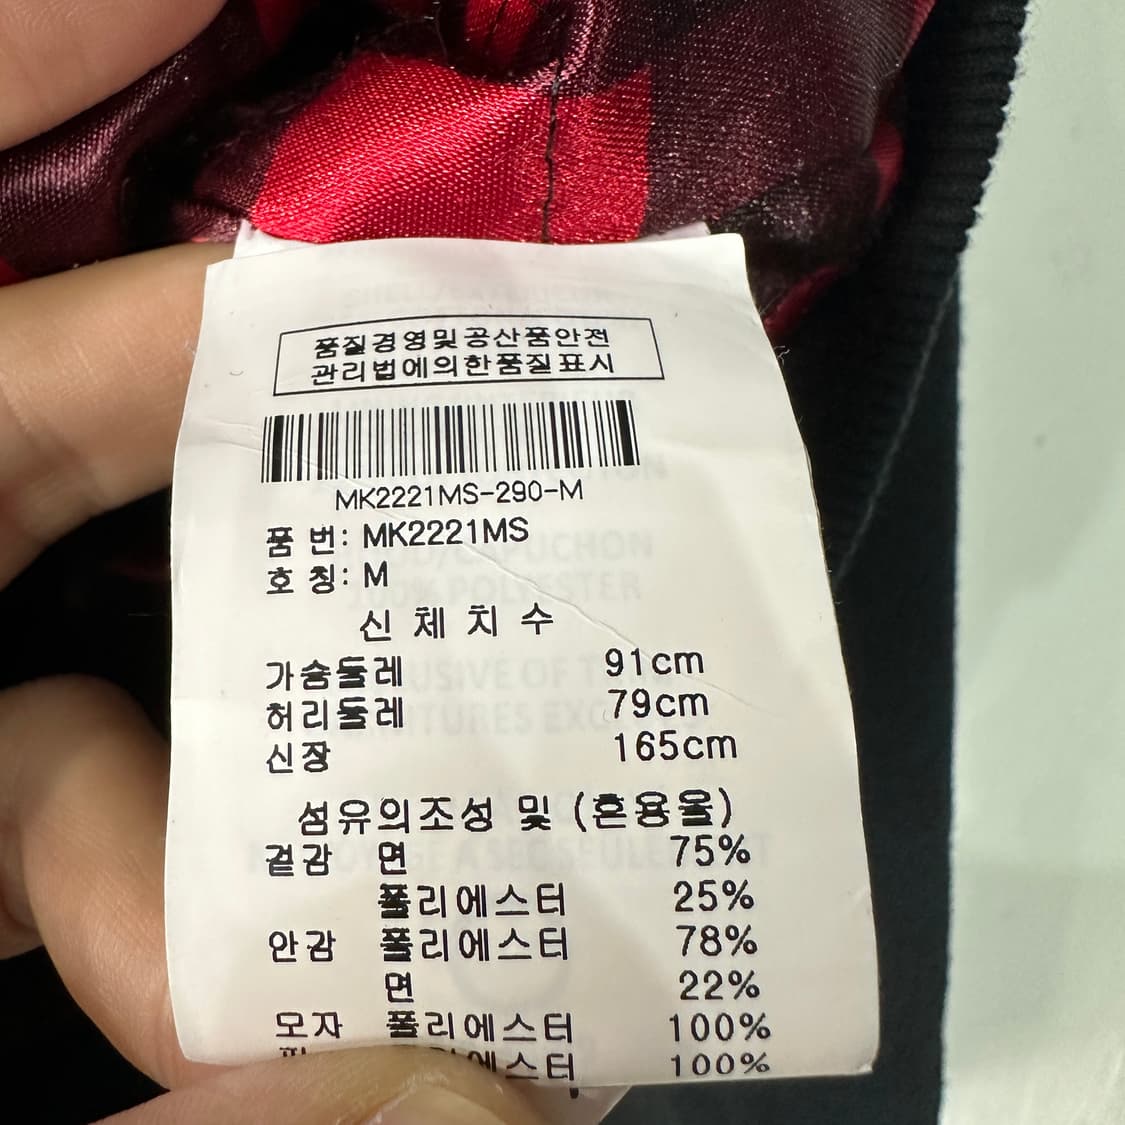 품질경영및공산품안전
관리법에의한품질표시
MK2221MS-290-M
품 번: MK2221MS
호 칭: M
신 체 치 수
가슴둘레 91cm
허리둘레 79cm
신장 165cm
섬유의조성 및 (혼용율)
겉감 면 75%
폴리에스터 25%
안감 폴리에스터 78%
면 22%
모자 폴리에스터 100%
100%